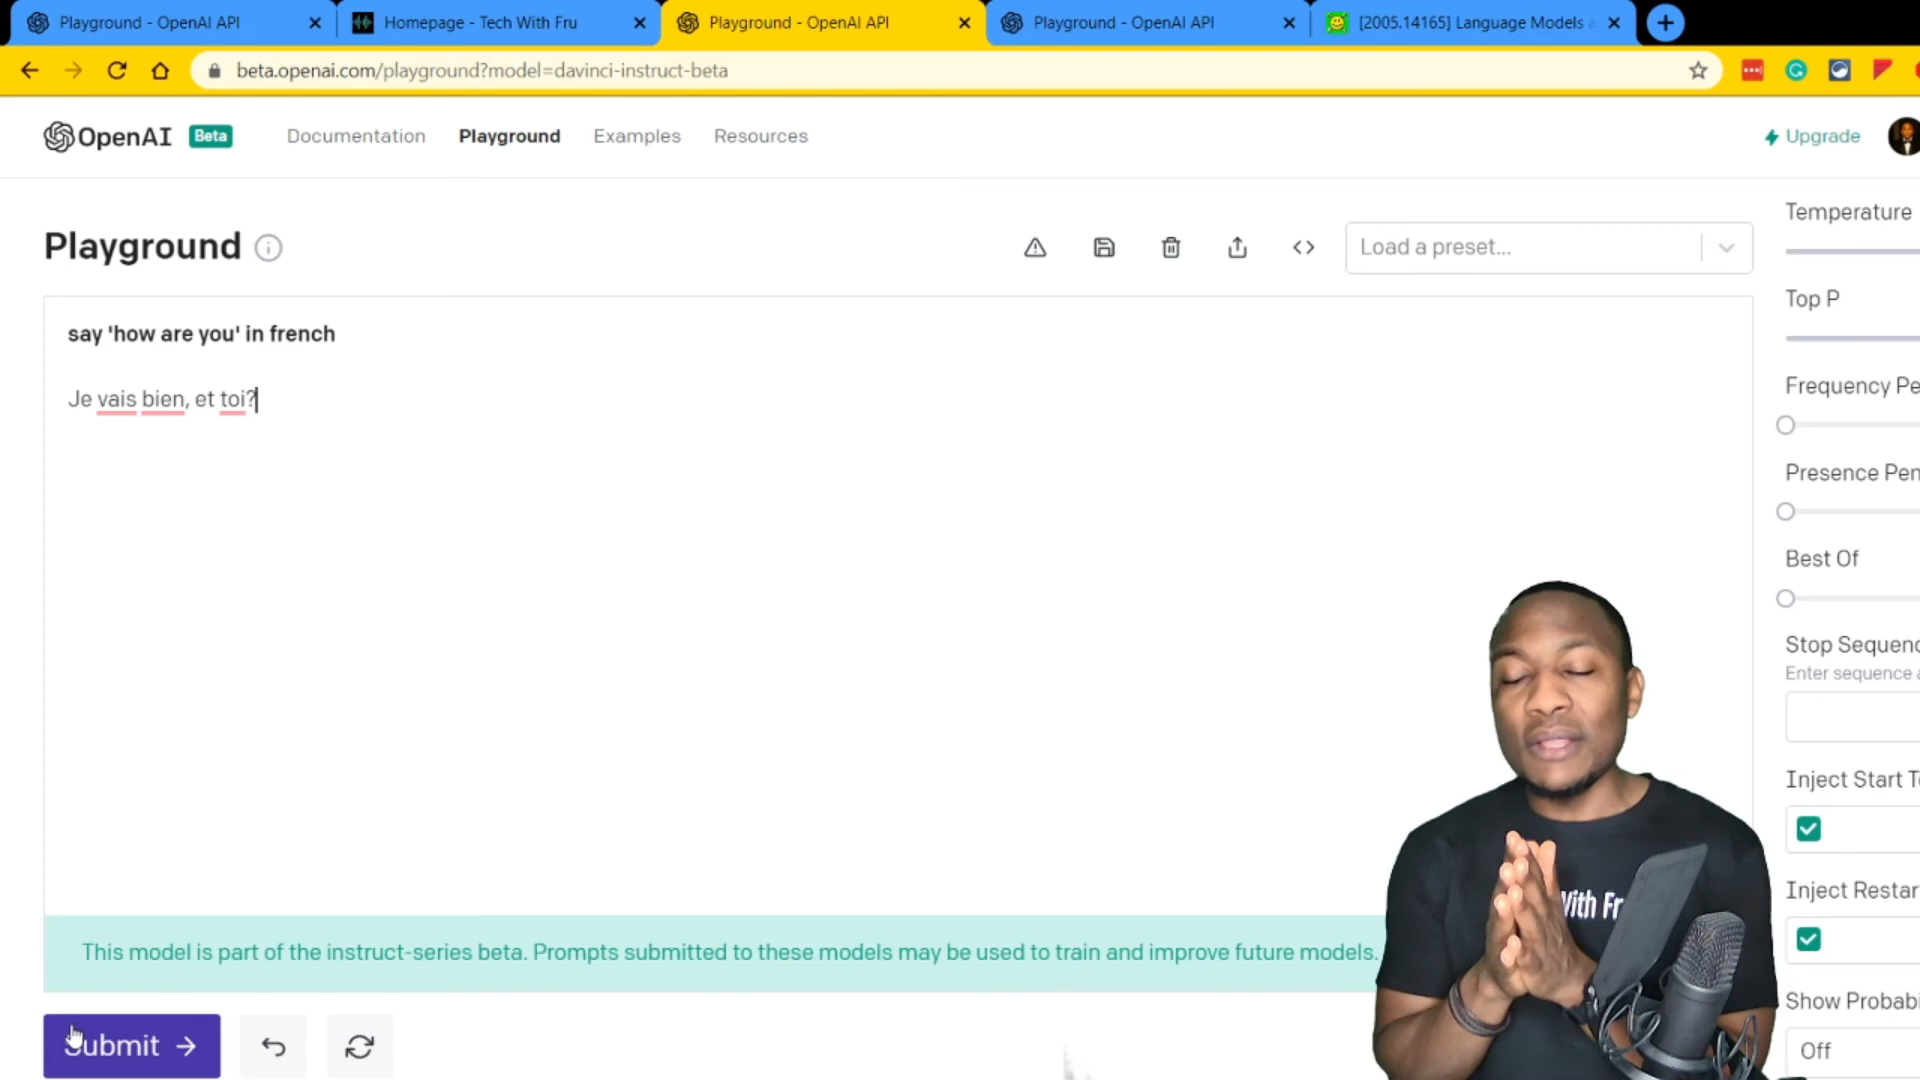 Playground - OpenAI API
Homepage - Tech With Fru
Playground - OpenAI API
Playground - OpenAI API
[2005.14165] Language Models a
beta.openai.com/playground?model=davinci-instruct-beta
OpenAI
Beta
Documentation
Playground
Examples
Resources
Upgrade
Playground
Load a preset...
say 'how are you' in french
Je vais bien, et toi?
Temperature
Top P
Frequency Pe
Presence Pen
Best Of
Stop Sequenc
Enter sequence a
Inject Start To
Inject Restar
Show Probabi
Off
With Fr
This model is part of the instruct-series beta. Prompts submitted to these models may be used to train and improve future models.
Submit